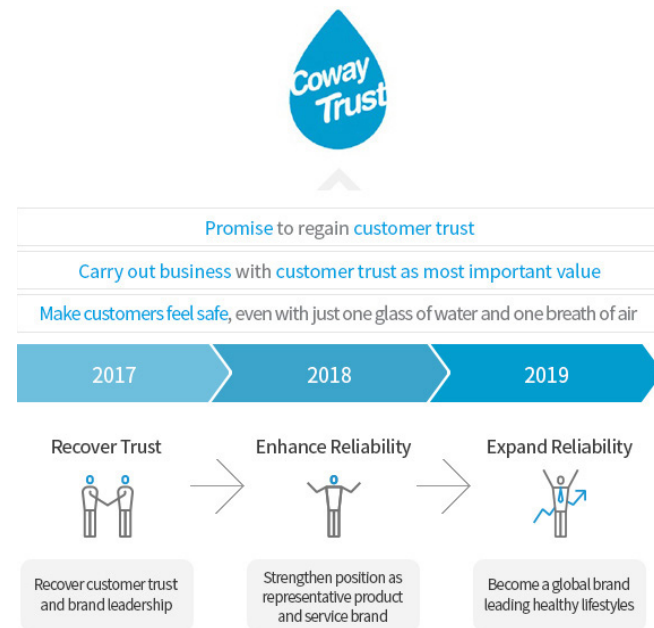 Coway
Trust
Promise to regain customer trust
Carry out business with customer trust as most important value
Make customers feel safe, even with just one glass of water and one breath of air
2017
2018
2019
Recover Trust
Enhance Reliability
Expand Reliability
Recover customer trust
and brand leadership
Strengthen position as
representative product
and service brand
Become a global brand
leading healthy lifestyles